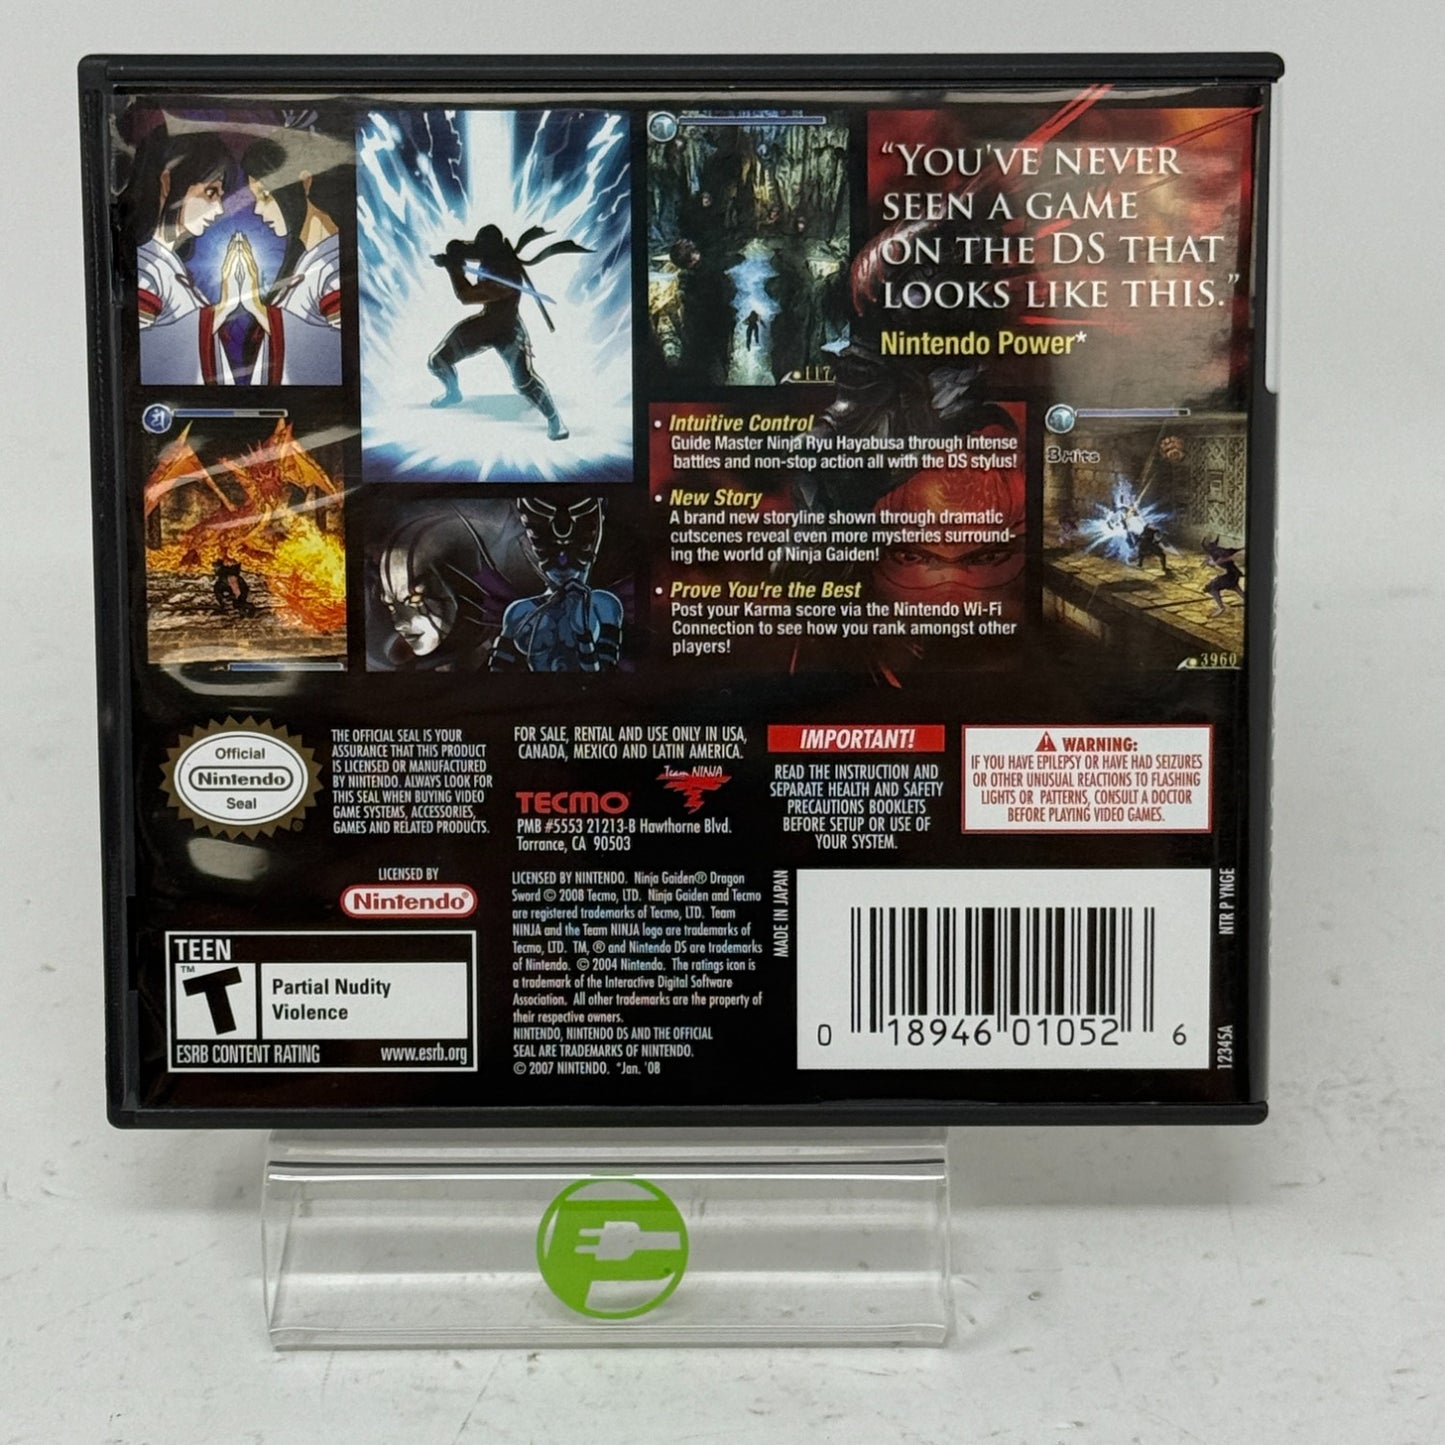 “YOU'VE NEVER
SEEN A GAME
ON THE DS THAT
LOOKS LIKE THIS.”
Nintendo Power*
117
• Intuitive Control
Guide Master Ninja Ryu Hayabusa through intense
battles and non-stop action all with the DS stylus!
• New Story
A brand new storyline shown through dramatic
cutscenes reveal even more mysteries surround-
ing the world of Ninja Gaiden!
• Prove You're the Best
Post your Karma score via the Nintendo Wi-Fi
Connection to see how you rank amongst other
players!
3 Hits
3960
Official
Nintendo
Seal
THE OFFICIAL SEAL IS YOUR
ASSURANCE THAT THIS PRODUCT
IS LICENSED OR MANUFACTURED
BY NINTENDO. ALWAYS LOOK FOR
THIS SEAL WHEN BUYING VIDEO
GAME SYSTEMS, ACCESSORIES,
GAMES AND RELATED PRODUCTS.
LICENSED BY
Nintendo®
TEEN
T™
Partial Nudity
Violence
ESRB CONTENT RATING www.esrb.org
FOR SALE, RENTAL AND USE ONLY IN USA,
CANADA, MEXICO AND LATIN AMERICA.
TECMO
Team NINJA
PMB #5553 21213-B Hawthorne Blvd.
Torrance, CA 90503
LICENSED BY NINTENDO. Ninja Gaiden® Dragon
Sword © 2008 Tecmo, LTD. Ninja Gaiden and Tecmo
are registered trademarks of Tecmo, LTD. Team
NINJA and the Team NINJA logo are trademarks of
Tecmo, LTD. TM, ® and Nintendo DS are trademarks
of Nintendo. © 2004 Nintendo. The ratings icon is
a trademark of the Interactive Digital Software
Association. All other trademarks are the property of
their respective owners.
NINTENDO, NINTENDO DS AND THE OFFICIAL
SEAL ARE TRADEMARKS OF NINTENDO.
© 2007 NINTENDO. *Jan. '08
IMPORTANT!
READ THE INSTRUCTION AND
SEPARATE HEALTH AND SAFETY
PRECAUTIONS BOOKLETS
BEFORE SETUP OR USE OF
YOUR SYSTEM.
WARNING:
IF YOU HAVE EPILEPSY OR HAVE HAD SEIZURES
OR OTHER UNUSUAL REACTIONS TO FLASHING
LIGHTS OR PATTERNS, CONSULT A DOCTOR
BEFORE PLAYING VIDEO GAMES.
MADE IN JAPAN
0 18946 01052 6
NTR P YNGE
12345A